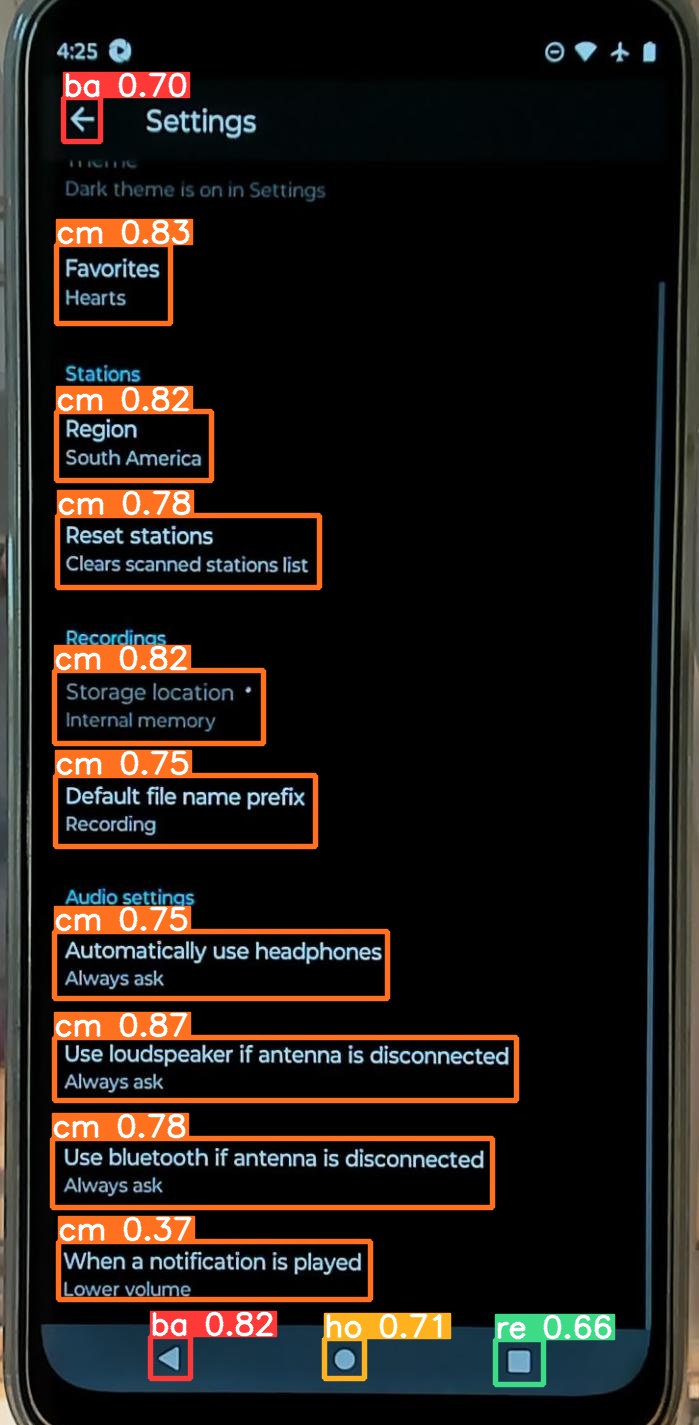 4:25
ba 0.70
Settings
Theme
Dark theme is on in Settings
cm 0.83
Favorites
Hearts
Stations
cm 0.82
Region
South America
cm 0.78
Reset stations
Clears scanned stations list
Recordings
cm 0.82
Storage location
Internal memory
cm 0.75
Default file name prefix
Recording
Audio settings
cm 0.75
Automatically use headphones
Always ask
cm 0.87
Use loudspeaker if antenna is disconnected
Always ask
cm 0.78
Use bluetooth if antenna is disconnected
Always ask
cm 0.37
When a notification is played
Lower volume
ba 0.82 ho 0.71 re 0.66